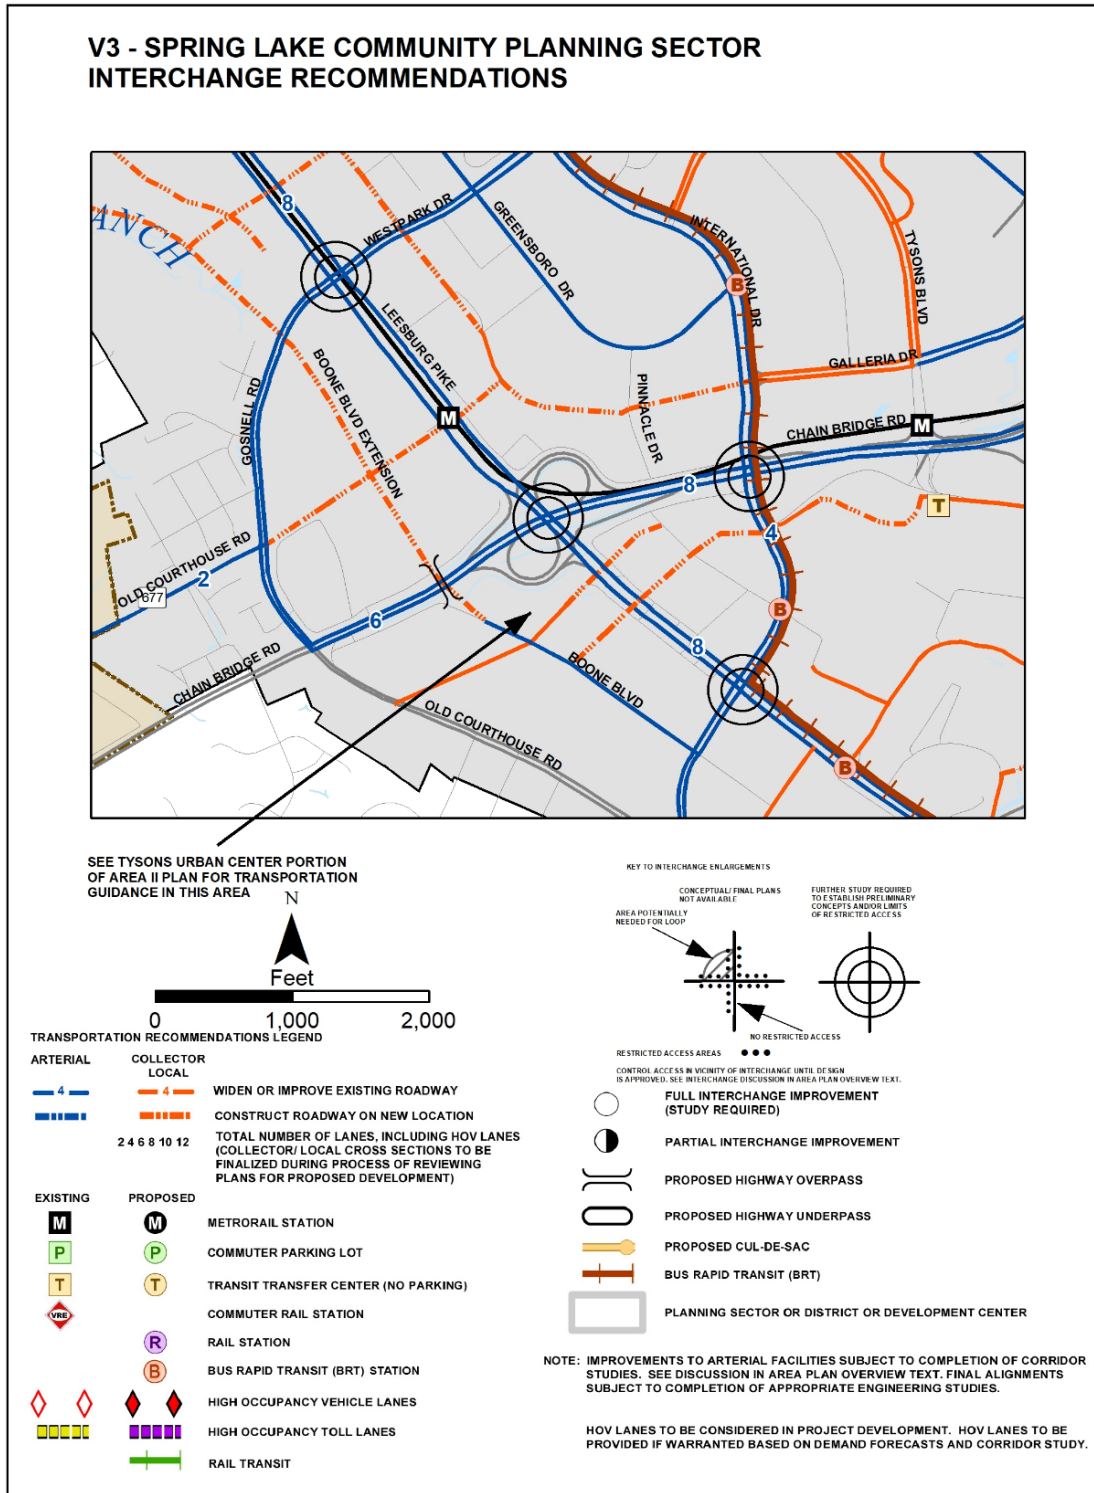 V3 - SPRING LAKE COMMUNITY PLANNING SECTOR
INTERCHANGE RECOMMENDATIONS
ANCH
8
WESTPARK DR
GREENSBORO DR
INTERNATIONAL DR
TYSONS BLVD
B
LEESBURG PIKE
BOONE BLVD EXTENSION
GOSNELL RD
PINNACLE DR
GALLERIA DR
M
CHAIN BRIDGE RD
M
8
T
4
OLD COURTHOUSE RD
2
677
6
B
8
CHAIN BRIDGE RD
BOONE BLVD
OLD COURTHOUSE RD
B
SEE TYSONS URBAN CENTER PORTION
OF AREA II PLAN FOR TRANSPORTATION
GUIDANCE IN THIS AREA
N
Feet
0 1,000 2,000
KEY TO INTERCHANGE ENLARGEMENTS
CONCEPTUAL/ FINAL PLANS
NOT AVAILABLE
AREA POTENTIALLY
NEEDED FOR LOOP
FURTHER STUDY REQUIRED
TO ESTABLISH PRELIMINARY
CONCEPTS AND/OR LIMITS
OF RESTRICTED ACCESS
NO RESTRICTED ACCESS
RESTRICTED ACCESS AREAS
CONTROL ACCESS IN VICINITY OF INTERCHANGE UNTIL DESIGN
IS APPROVED. SEE INTERCHANGE DISCUSSION IN AREA PLAN OVERVIEW TEXT.
TRANSPORTATION RECOMMENDATIONS LEGEND
ARTERIAL
COLLECTOR
LOCAL
4 4 WIDEN OR IMPROVE EXISTING ROADWAY
CONSTRUCT ROADWAY ON NEW LOCATION
2 4 6 8 10 12 TOTAL NUMBER OF LANES, INCLUDING HOV LANES
(COLLECTOR/ LOCAL CROSS SECTIONS TO BE
FINALIZED DURING PROCESS OF REVIEWING
PLANS FOR PROPOSED DEVELOPMENT)
EXISTING PROPOSED
M M METRORAIL STATION
P P COMMUTER PARKING LOT
T T TRANSIT TRANSFER CENTER (NO PARKING)
VRE COMMUTER RAIL STATION
R RAIL STATION
B BUS RAPID TRANSIT (BRT) STATION
HIGH OCCUPANCY VEHICLE LANES
HIGH OCCUPANCY TOLL LANES
RAIL TRANSIT
FULL INTERCHANGE IMPROVEMENT
(STUDY REQUIRED)
PARTIAL INTERCHANGE IMPROVEMENT
PROPOSED HIGHWAY OVERPASS
PROPOSED HIGHWAY UNDERPASS
PROPOSED CUL-DE-SAC
BUS RAPID TRANSIT (BRT)
PLANNING SECTOR OR DISTRICT OR DEVELOPMENT CENTER
NOTE: IMPROVEMENTS TO ARTERIAL FACILITIES SUBJECT TO COMPLETION OF CORRIDOR
STUDIES. SEE DISCUSSION IN AREA PLAN OVERVIEW TEXT. FINAL ALIGNMENTS
SUBJECT TO COMPLETION OF APPROPRIATE ENGINEERING STUDIES.
HOV LANES TO BE CONSIDERED IN PROJECT DEVELOPMENT. HOV LANES TO BE
PROVIDED IF WARRANTED BASED ON DEMAND FORECASTS AND CORRIDOR STUDY.